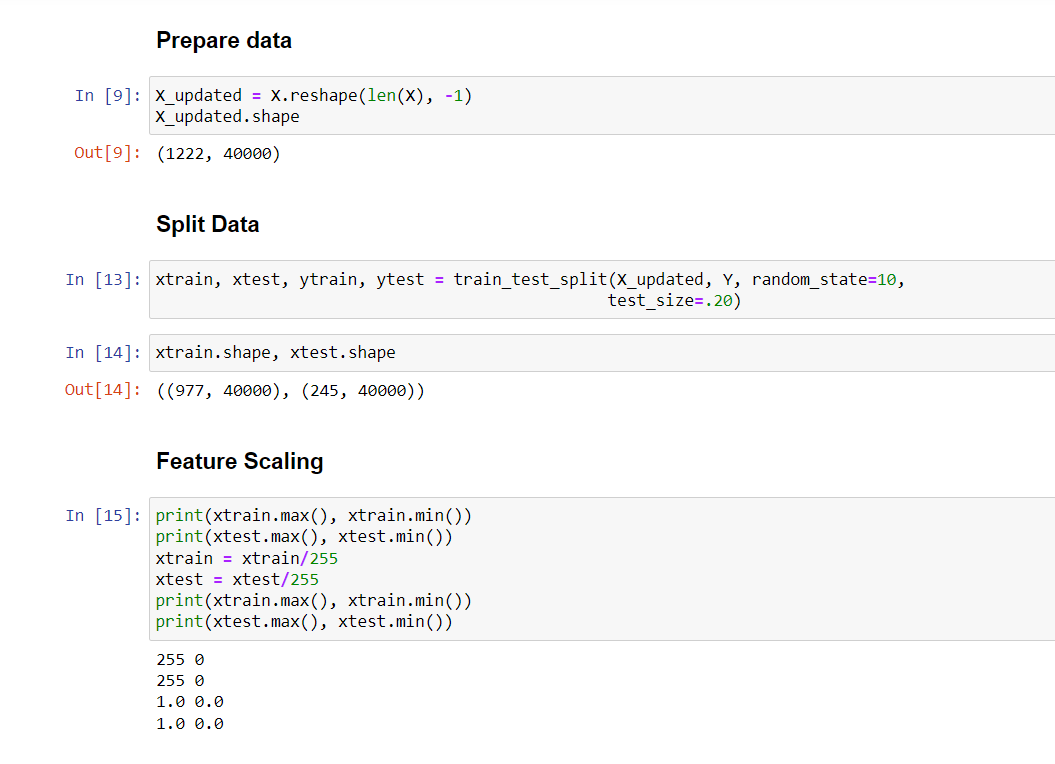 Prepare data
In [9]: X_updated = X.reshape(len(X), -1)
X_updated.shape
Out[9]: (1222, 40000)
Split Data
In [13]: xtrain, xtest, ytrain, ytest = train_test_split(X_updated, Y, random_state=10,
test_size=.20)
In [14]: xtrain.shape, xtest.shape
Out[14]: ((977, 40000), (245, 40000))
Feature Scaling
In [15]: print(xtrain.max(), xtrain.min())
print(xtest.max(), xtest.min())
xtrain = xtrain/255
xtest = xtest/255
print(xtrain.max(), xtrain.min())
print(xtest.max(), xtest.min())
255 0
255 0
1.0 0.0
1.0 0.0